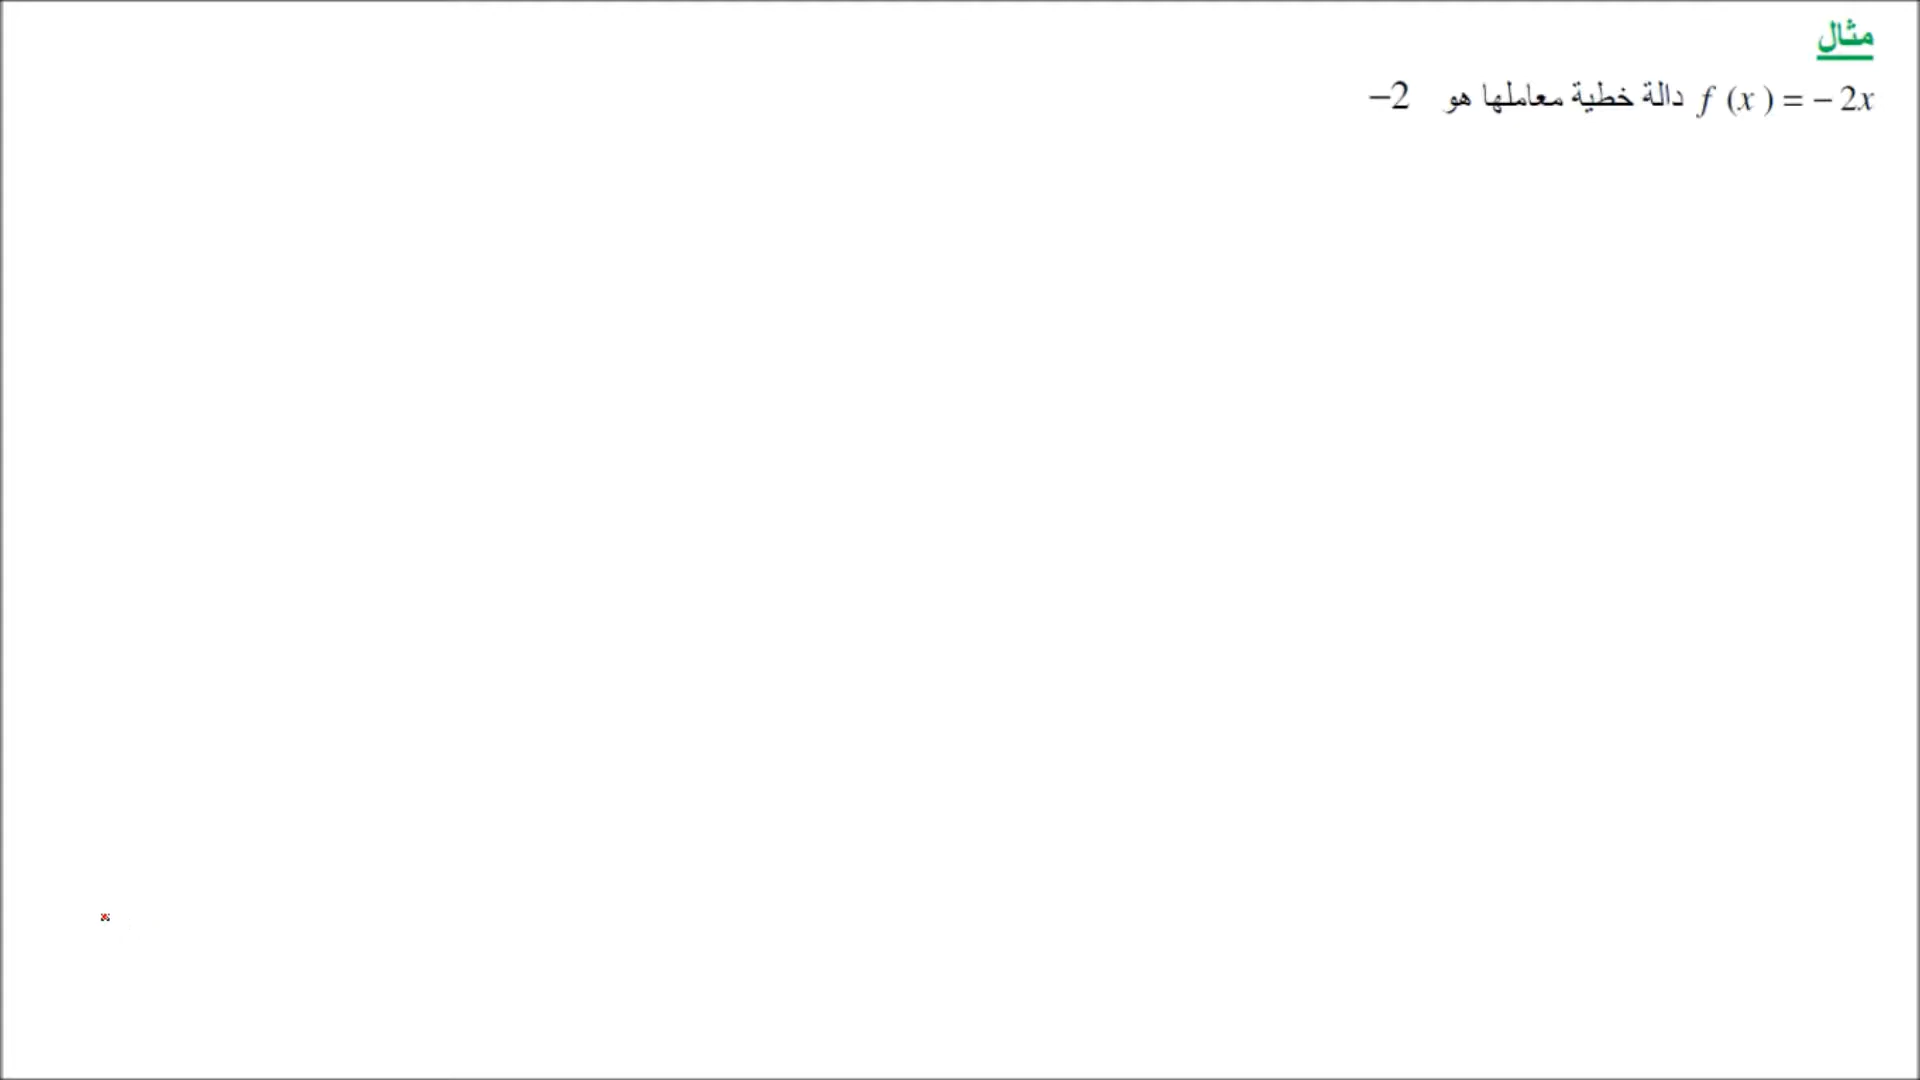 مثال
f (x) = − 2x دالة خطية معاملها هو −2